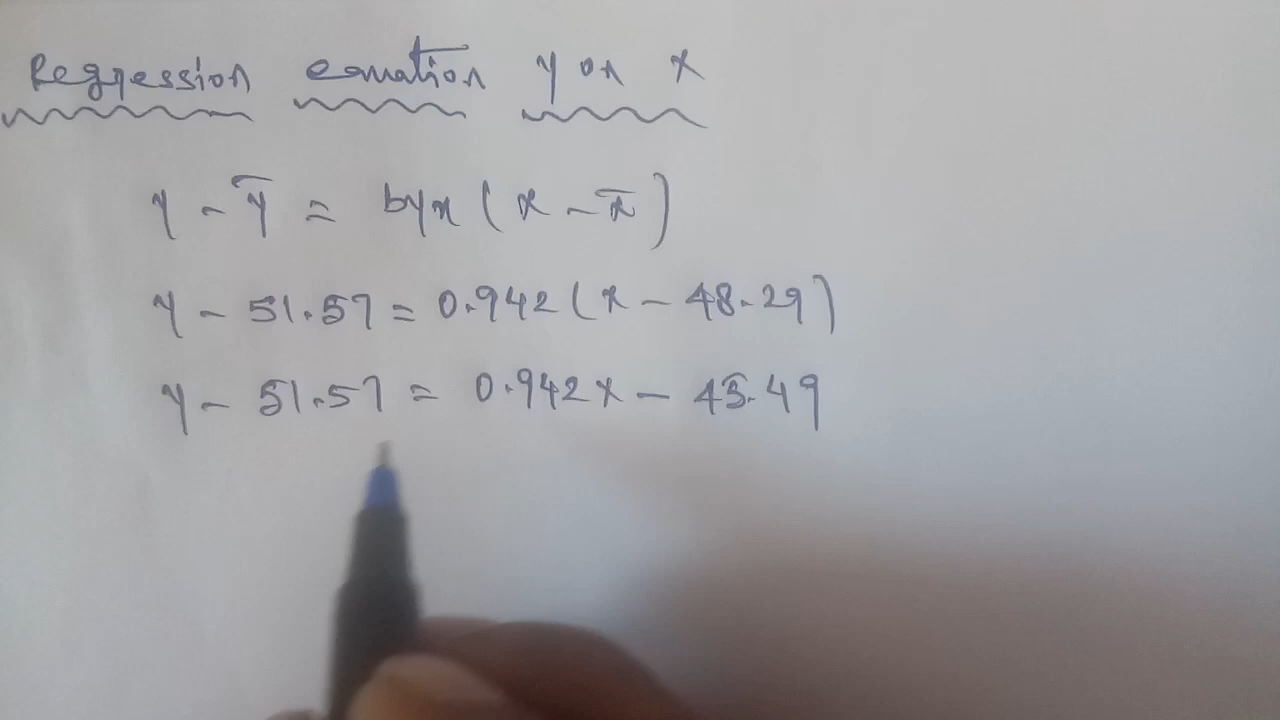 Regression equation y on x
y - ȳ = byx (x - x̄)
y - 51.57 = 0.942 (x - 48.29)
y - 51.57 = 0.942x - 45.49